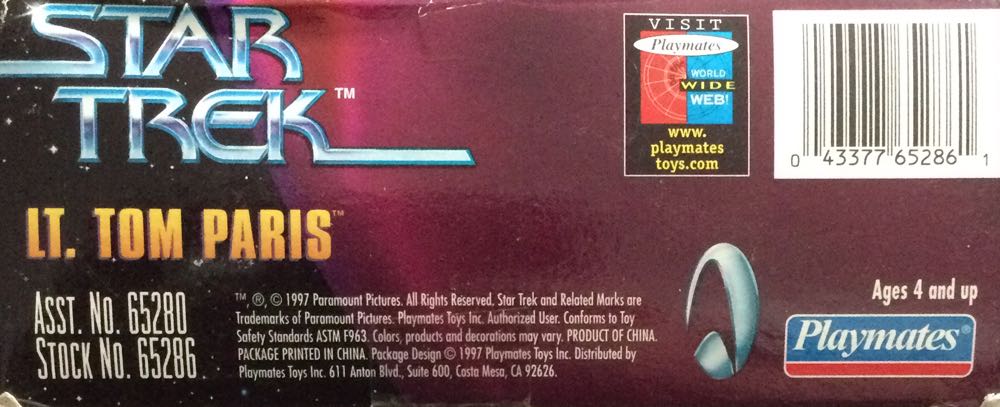 STAR
TREK™
LT. TOM PARIS™
ASST. NO. 65280
STOCK NO. 65286
TM, ®, © 1997 Paramount Pictures. All Rights Reserved. Star Trek and Related Marks are
Trademarks of Paramount Pictures. Playmates Toys Inc. Authorized User. Conforms to Toy
Safety Standards ASTM F963. Colors, products and decorations may vary. PRODUCT OF CHINA.
PACKAGE PRINTED IN CHINA. Package Design © 1997 Playmates Toys Inc. Distributed by
Playmates Toys Inc. 611 Anton Blvd., Suite 600, Costa Mesa, CA 92626.
VISIT
Playmates
WORLD
WIDE
WEB!
www.
playmates
toys.com
0 43377 65286 1
Ages 4 and up
Playmates®